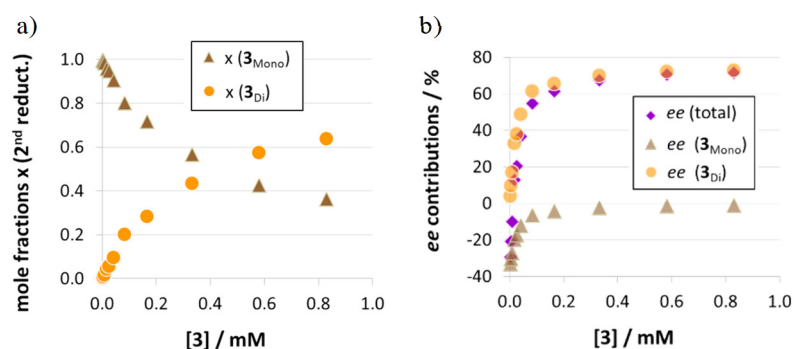 a)
mole fractions x (2nd reduct.)
1.0
0.8
0.6
0.4
0.2
0.0
x (3Mono)
x (3Di)
0.0 0.2 0.4 0.6 0.8 1.0
[3] / mM
b)
ee contributions / %
80
60
40
20
0
-20
-40
ee (total)
ee (3Mono)
ee (3Di)
0 0.2 0.4 0.6 0.8 1.0
[3] / mM